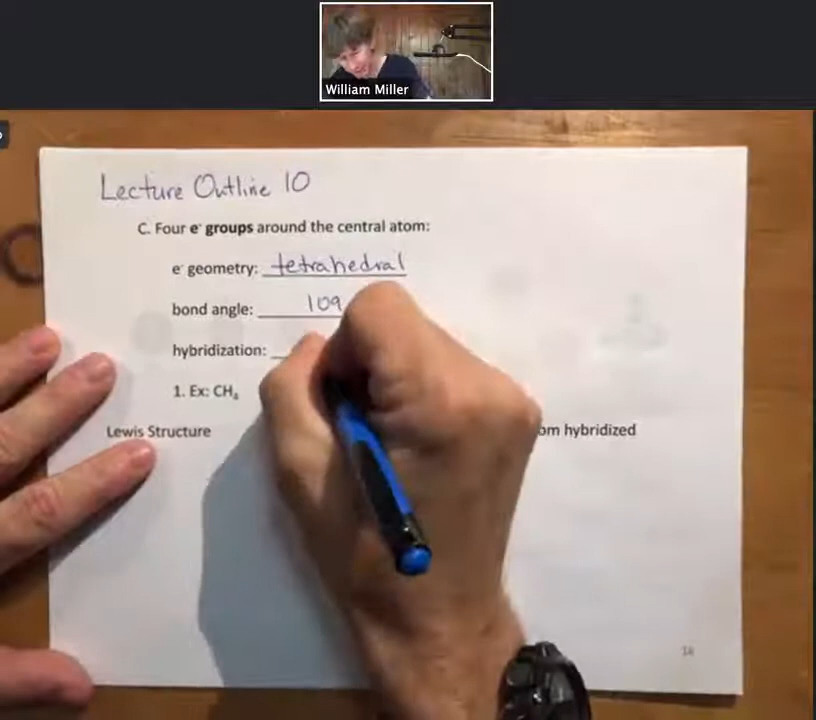 William Miller
Lecture Outline 10
C. Four e⁻ groups around the central atom:
e⁻ geometry: tetrahedral
bond angle: 109
hybridization:
1. Ex: CH₄
Lewis Structure
om hybridized